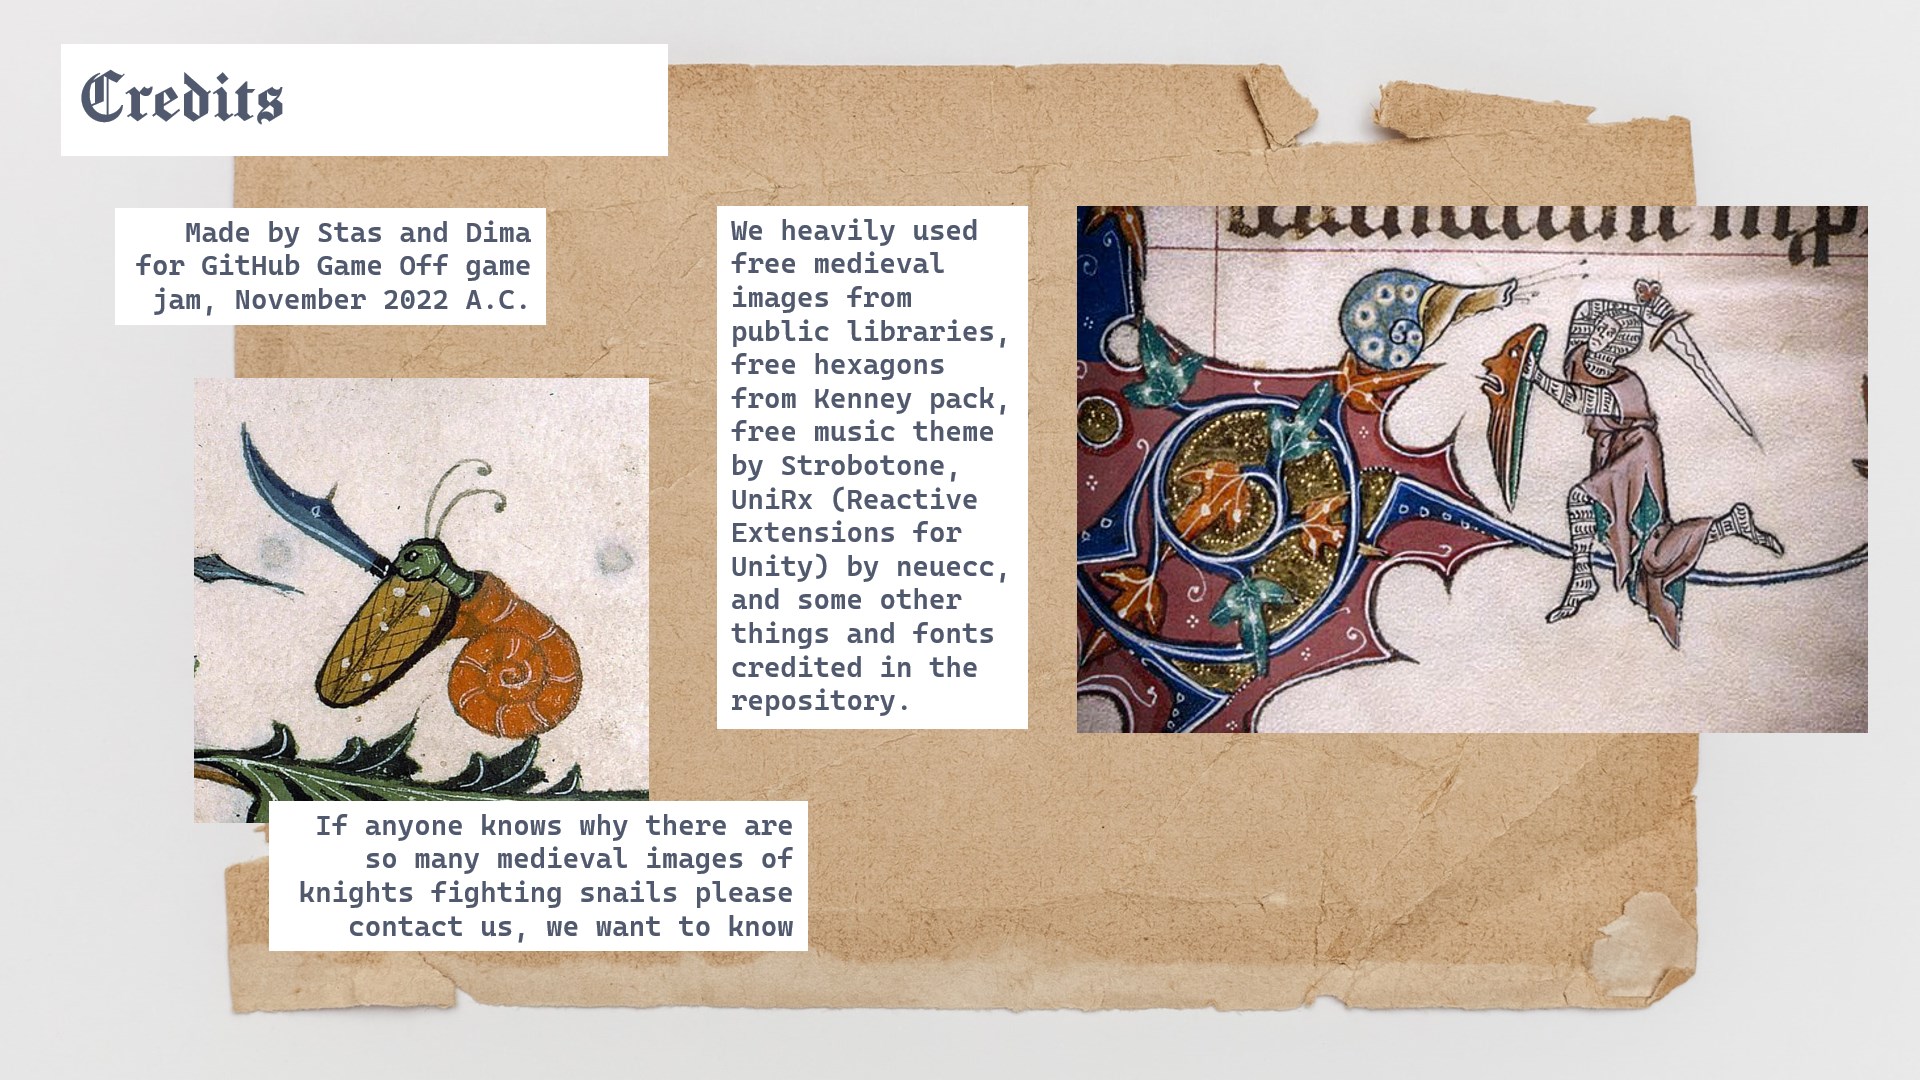 Credits
Made by Stas and Dima
for GitHub Game Off game
jam, November 2022 A.C.
We heavily used
free medieval
images from
public libraries,
free hexagons
from Kenney pack,
free music theme
by Strobotone,
UniRx (Reactive
Extensions for
Unity) by neuecc,
and some other
things and fonts
credited in the
repository.
If anyone knows why there are
so many medieval images of
knights fighting snails please
contact us, we want to know